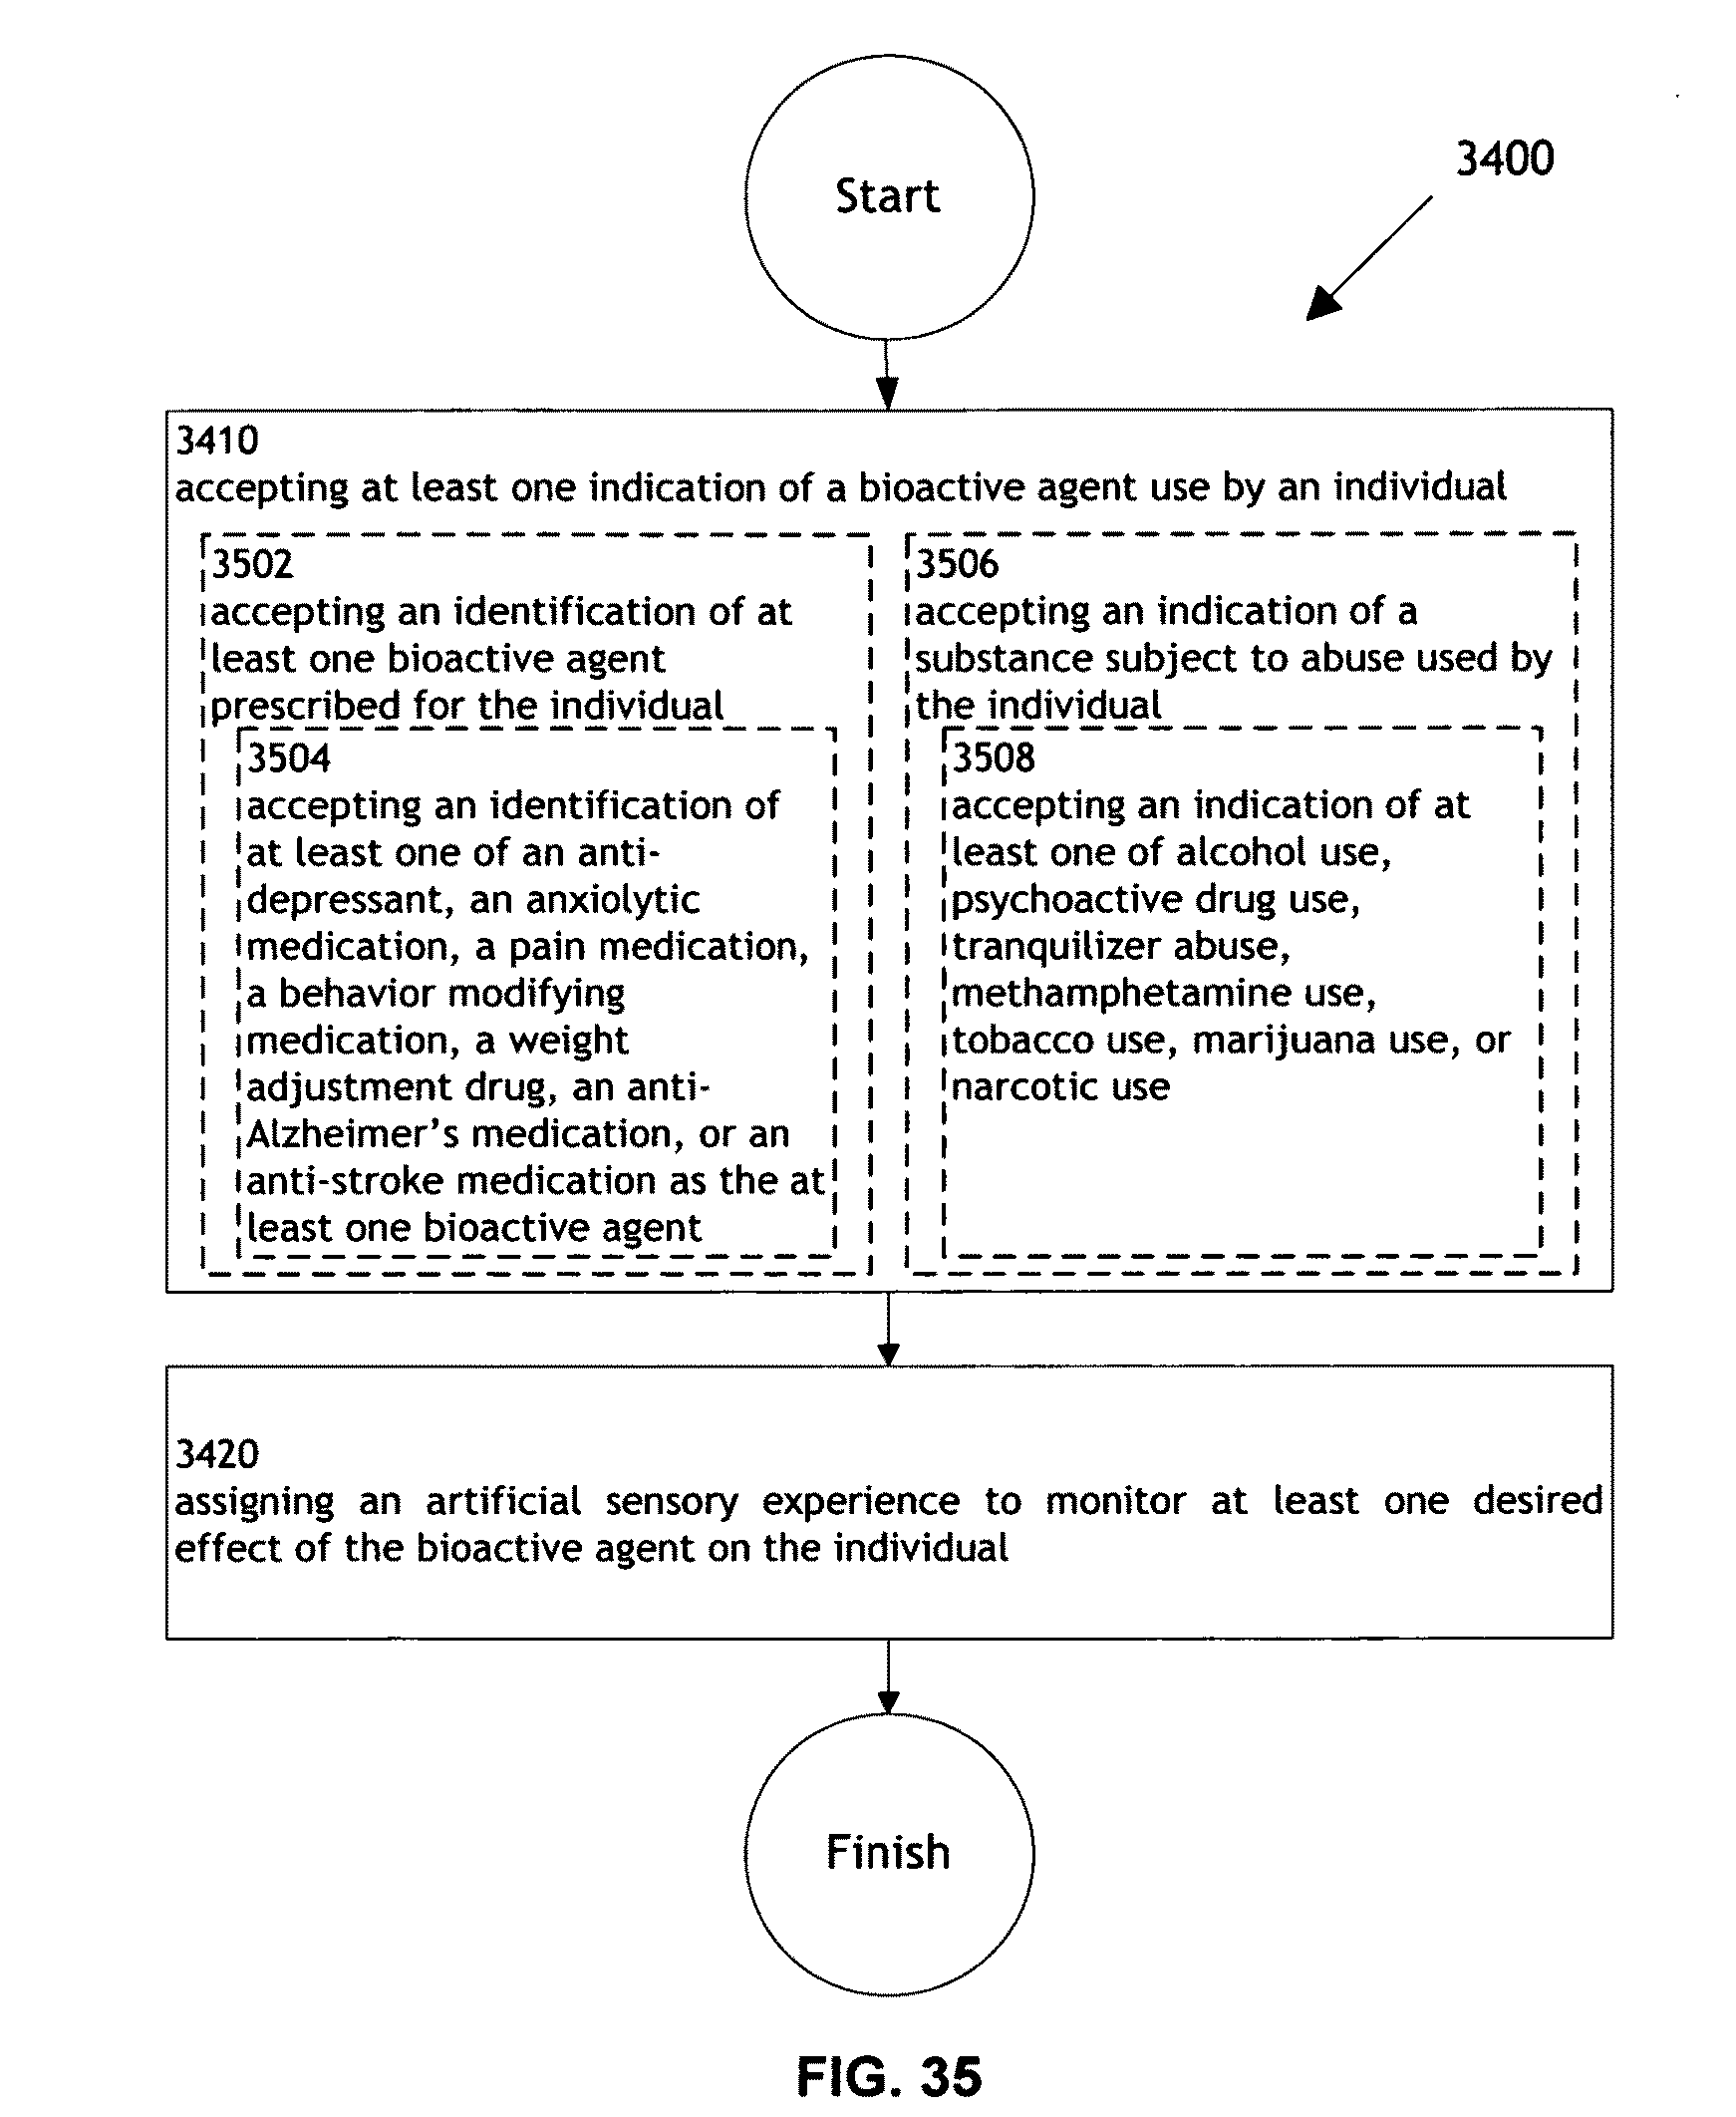 Start
3400
3410
accepting at least one indication of a bioactive agent use by an individual
3502
accepting an identification of at
least one bioactive agent
prescribed for the individual
3504
accepting an identification of
at least one of an anti-
depressant, an anxiolytic
medication, a pain medication,
a behavior modifying
medication, a weight
adjustment drug, an anti-
Alzheimer's medication, or an
anti-stroke medication as the at
least one bioactive agent
3506
accepting an indication of a
substance subject to abuse used by
the individual
3508
accepting an indication of at
least one of alcohol use,
psychoactive drug use,
tranquilizer abuse,
methamphetamine use,
tobacco use, marijuana use, or
narcotic use
3420
assigning an artificial sensory experience to monitor at least one desired
effect of the bioactive agent on the individual
Finish
FIG. 35